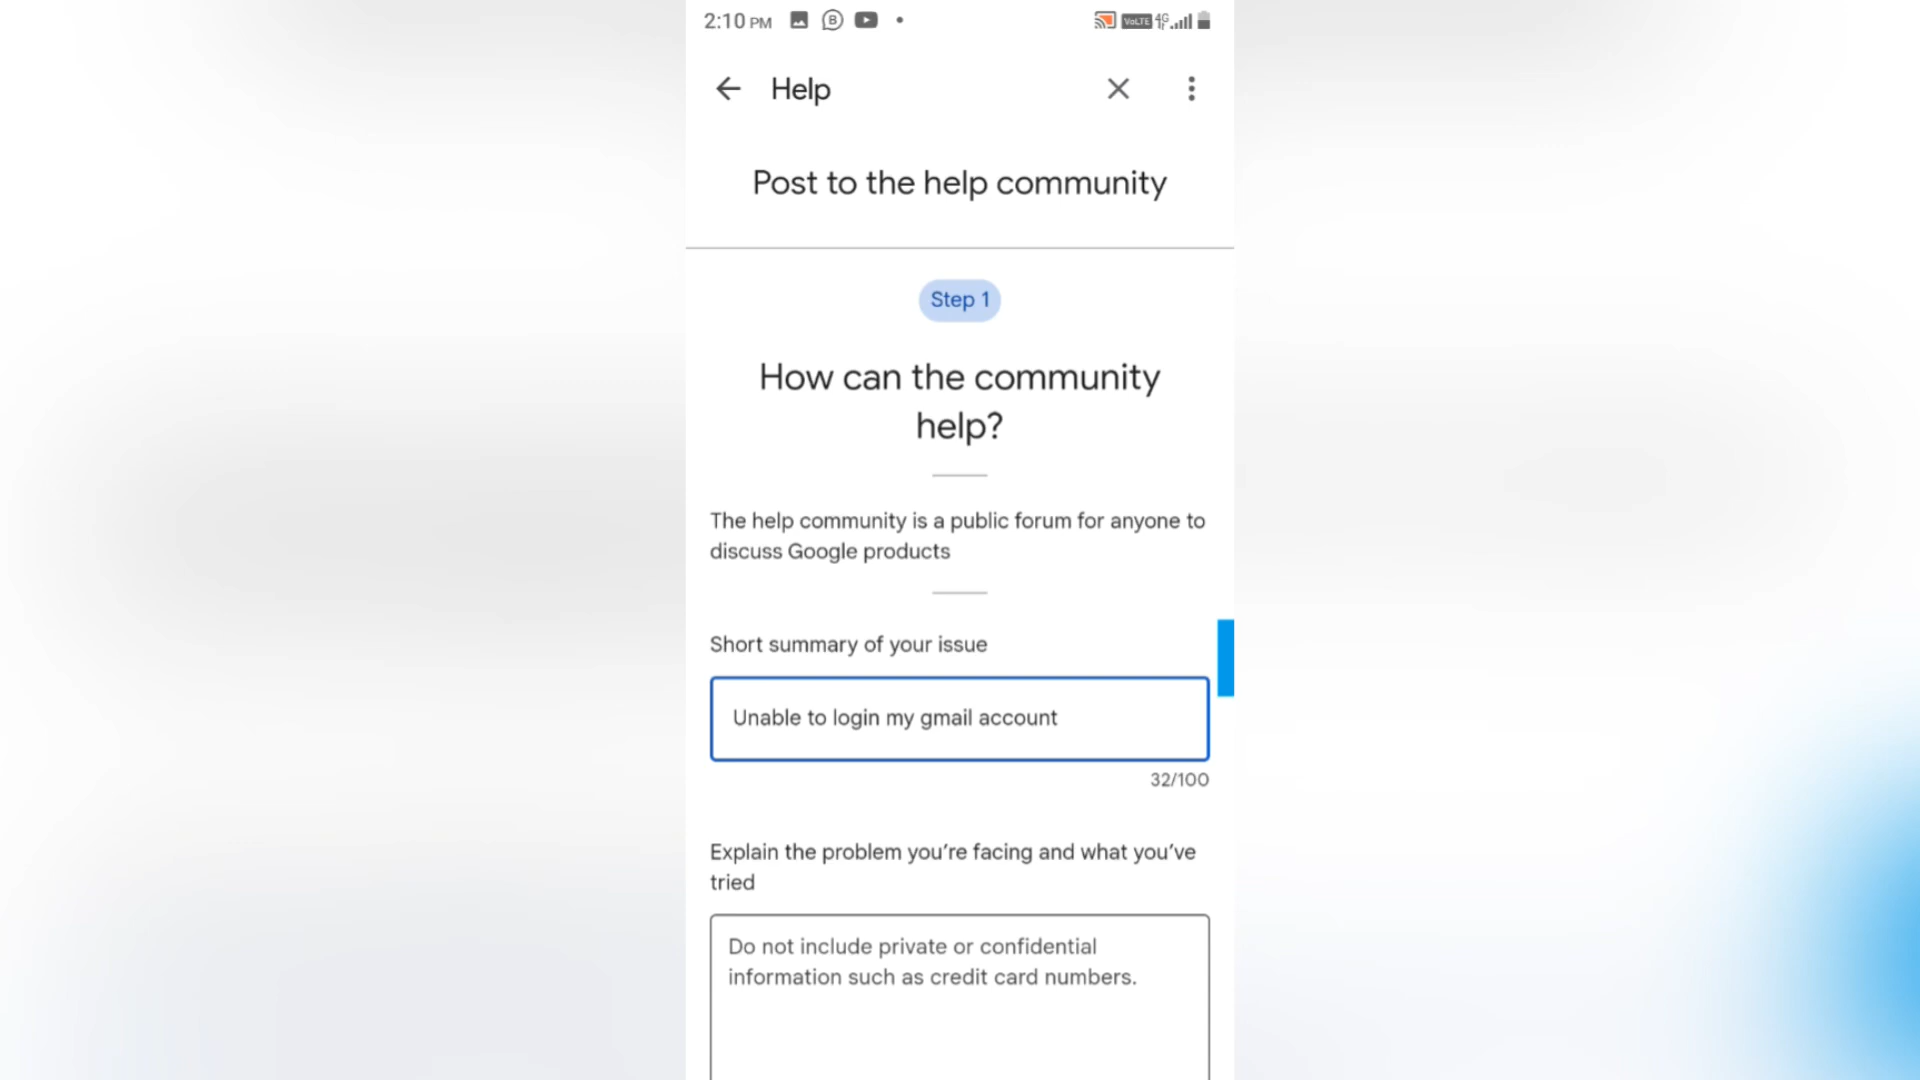 2:10 PM
VoLTE 4G
Help
Post to the help community
Step 1
How can the community
help?
The help community is a public forum for anyone to
discuss Google products
Short summary of your issue
Unable to login my gmail account
32/100
Explain the problem you're facing and what you've
tried
Do not include private or confidential
information such as credit card numbers.